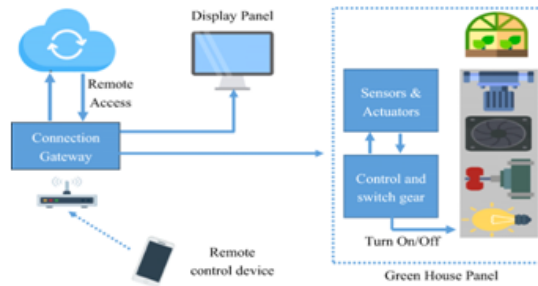 Display Panel
Remote
Access
Connection
Gateway
Sensors &
Actuators
Control and
switch gear
Turn On/Off
Remote
control device
Green House Panel